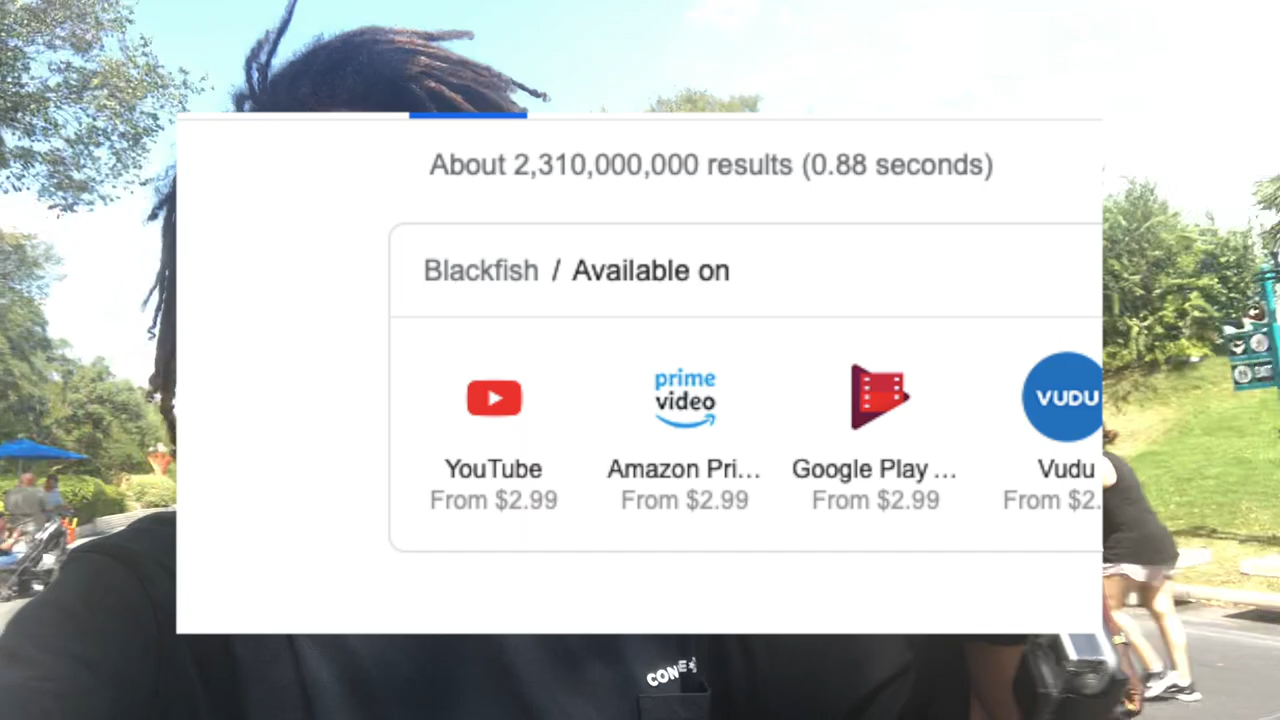 About 2,310,000,000 results (0.88 seconds)
Blackfish / Available on
prime video
VUDU
YouTube Amazon Pri... Google Play ... Vudu
From $2.99 From $2.99 From $2.99 From $2.
CONE